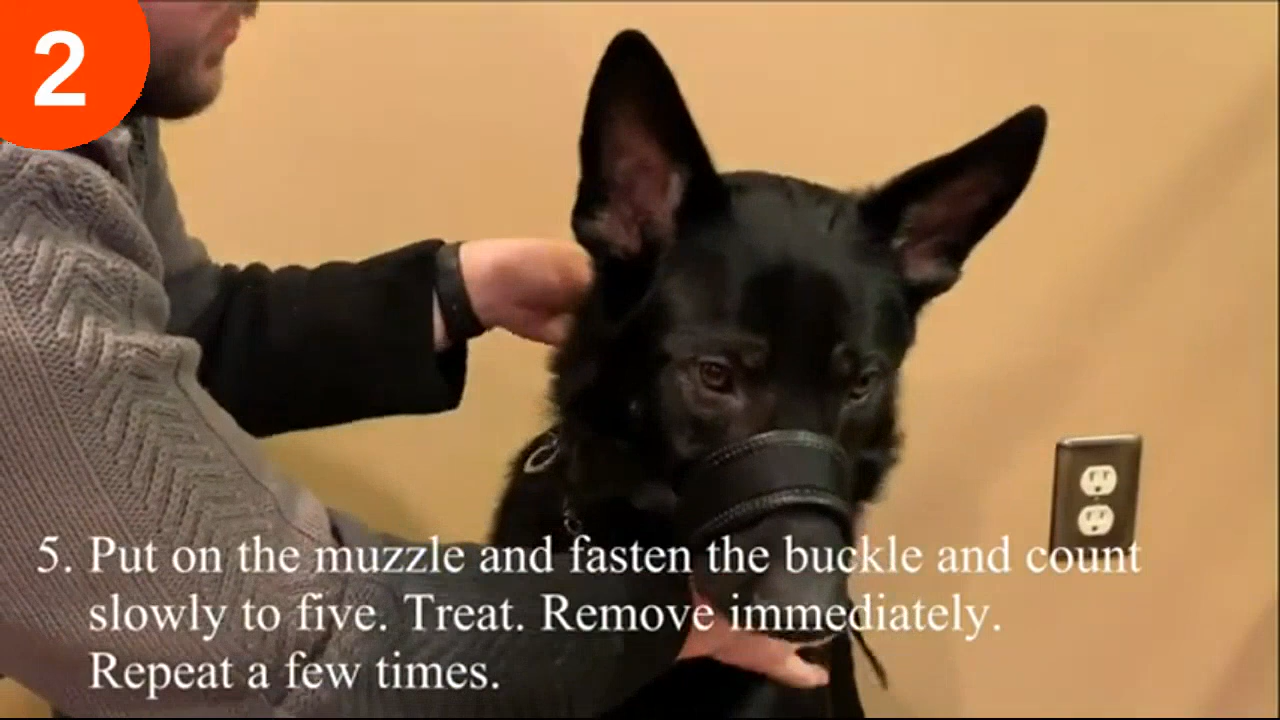 2
5. Put on the muzzle and fasten the buckle and count
slowly to five. Treat. Remove immediately.
Repeat a few times.